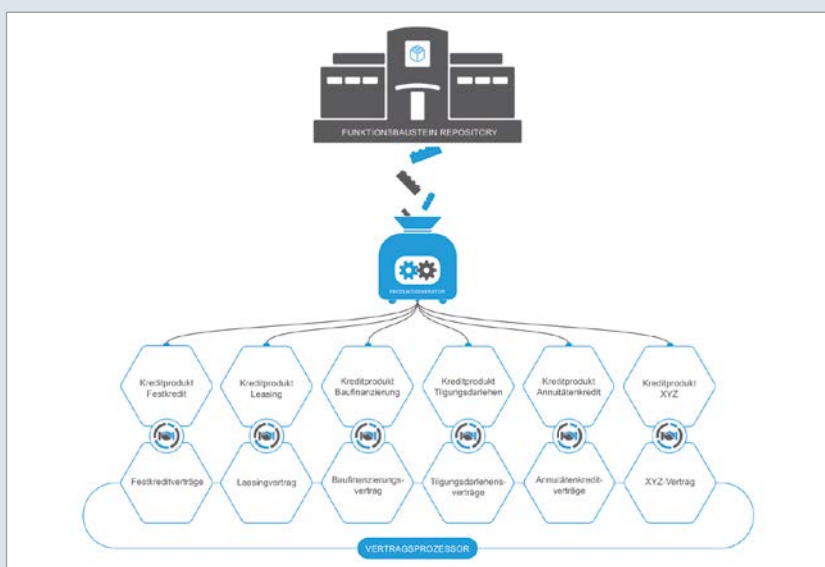 FUNKTIONSBAUSTEIN REPOSITORY
PRODUKTGENERATOR
Kreditprodukt
Festkredit
Kreditprodukt
Leasing
Kreditprodukt
Baufinanzierung
Kreditprodukt
Tilgungsdarlehen
Kreditprodukt
Annuitätenkredit
Kreditprodukt
XYZ
Festkreditverträge
Leasingvertrag
Baufinanzierungs-
vertrag
Tilgungsdarlehens-
verträge
Annuitätenkredit-
verträge
XYZ-Vertrag
VERTRAGSPROZESSOR